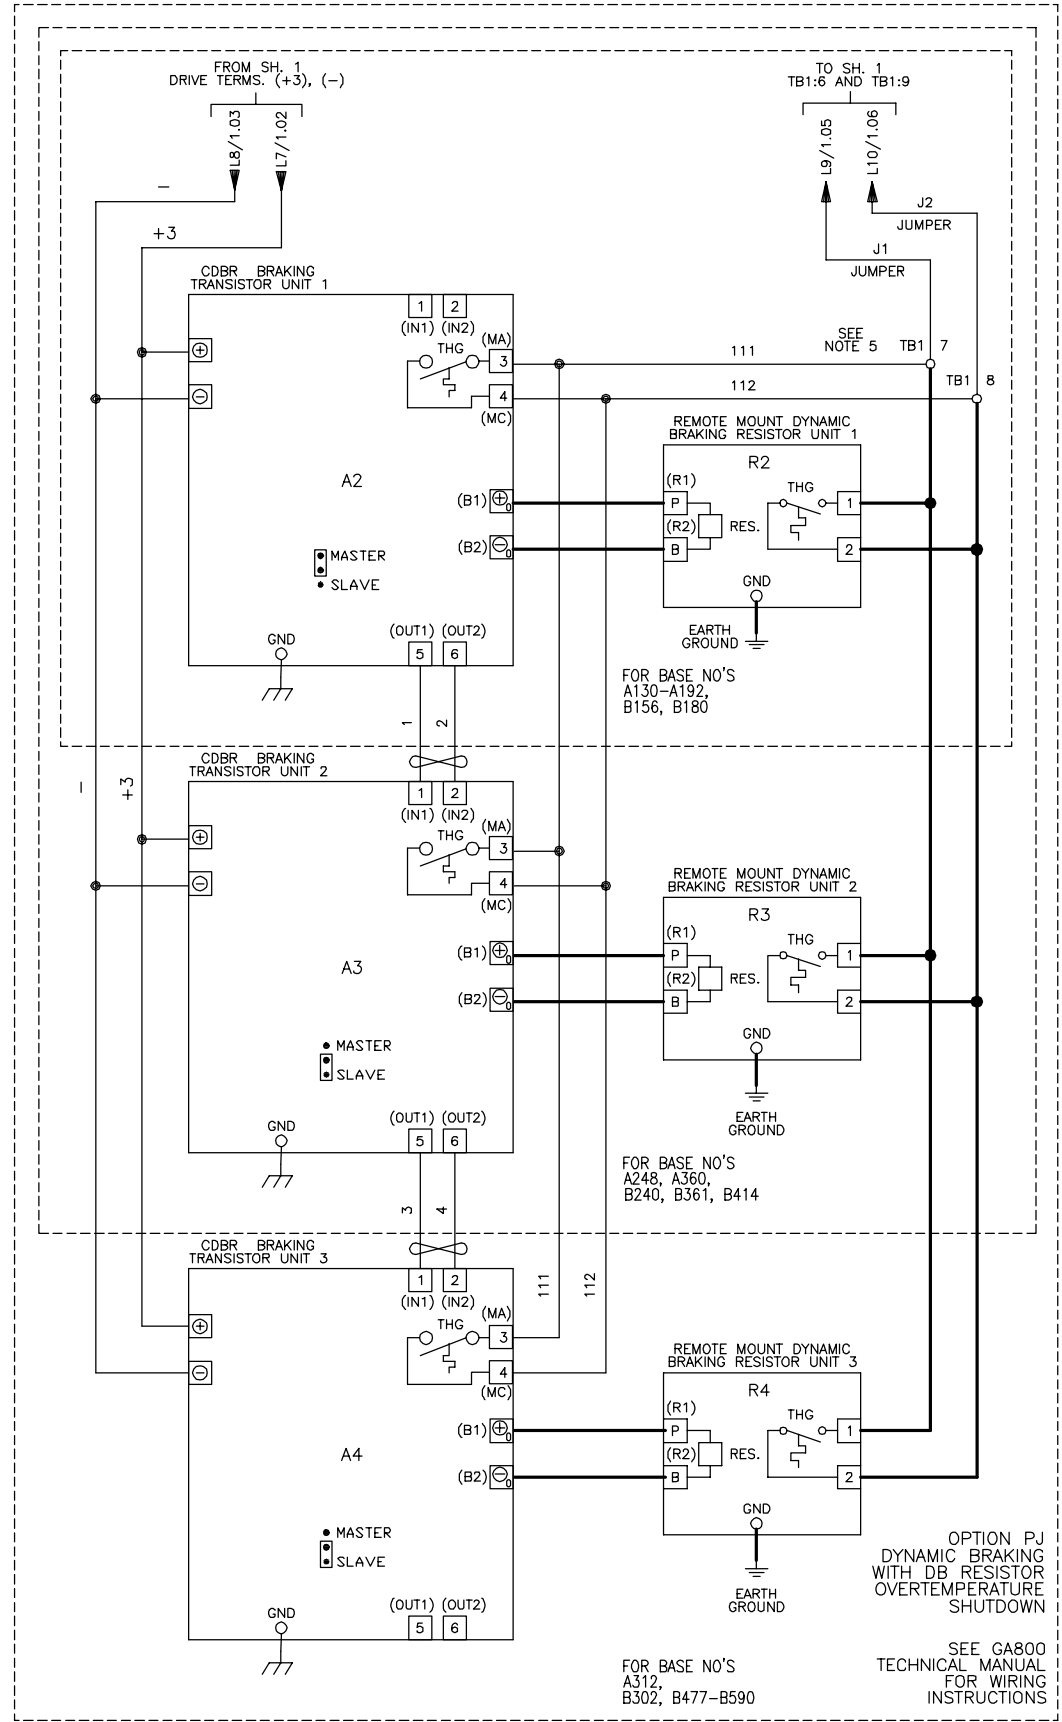 FROM SH. 1
DRIVE TERMS. (+3), (−)
L8/1.03
L7/1.02
−
+3
TO SH. 1
TB1:6 AND TB1:9
L9/1.05
L10/1.06
J2
JUMPER
J1
JUMPER
CDBR BRAKING
TRANSISTOR UNIT 1
1 2
(IN1) (IN2)
THG
(MA)
3
4
(MC)
111
112
SEE
NOTE 5
TB1 7
TB1 8
A2
(B1)
0
(B2)
0
MASTER
SLAVE
GND
(OUT1) (OUT2)
5 6
REMOTE MOUNT DYNAMIC
BRAKING RESISTOR UNIT 1
R2
(R1)
P
(R2)
B
RES.
THG
1
2
GND
EARTH
GROUND
FOR BASE NO'S
A130−A192,
B156, B180
1
2
−
+3
CDBR BRAKING
TRANSISTOR UNIT 2
1 2
(IN1) (IN2)
THG
(MA)
3
4
(MC)
A3
(B1)
0
(B2)
0
MASTER
SLAVE
GND
(OUT1) (OUT2)
5 6
REMOTE MOUNT DYNAMIC
BRAKING RESISTOR UNIT 2
R3
(R1)
P
(R2)
B
RES.
THG
1
2
GND
EARTH
GROUND
FOR BASE NO'S
A248, A360,
B240, B361, B414
3
4
CDBR BRAKING
TRANSISTOR UNIT 3
1 2
(IN1) (IN2)
THG
(MA)
3
4
(MC)
111
112
A4
(B1)
0
(B2)
0
MASTER
SLAVE
GND
(OUT1) (OUT2)
5 6
REMOTE MOUNT DYNAMIC
BRAKING RESISTOR UNIT 3
R4
(R1)
P
(R2)
B
RES.
THG
1
2
GND
EARTH
GROUND
FOR BASE NO'S
A312,
B302, B477−B590
OPTION PJ
DYNAMIC BRAKING
WITH DB RESISTOR
OVERTEMPERATURE
SHUTDOWN
SEE GA800
TECHNICAL MANUAL
FOR WIRING
INSTRUCTIONS